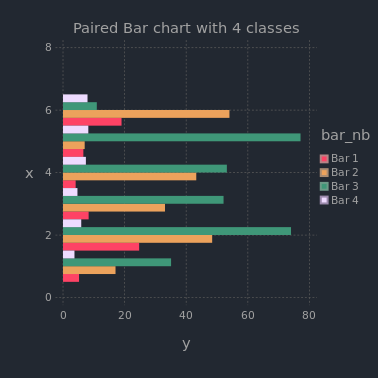 Paired Bar chart with 4 classes
8
6
4
2
0
x
0 20 40 60 80
y
bar_nb
Bar 1
Bar 2
Bar 3
Bar 4